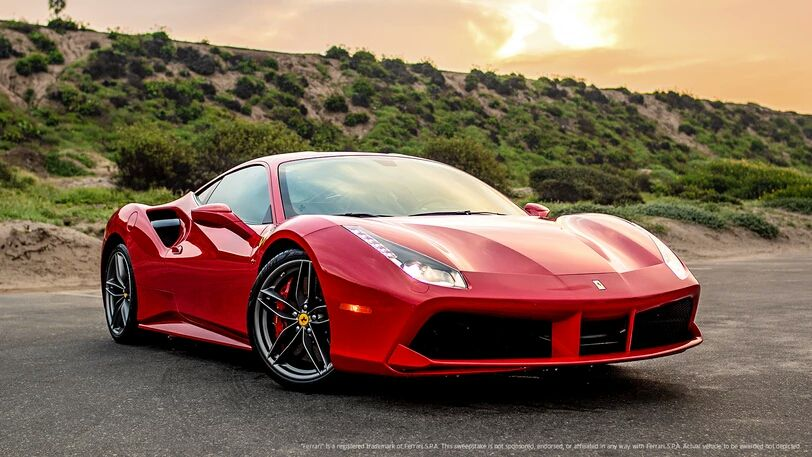 "Ferrari" is a registered trademark of Ferrari S.P.A. This sweepstake is not sponsored, endorsed, or affiliated in any way with Ferrari S.P.A. Actual vehicle to be awarded not depicted.